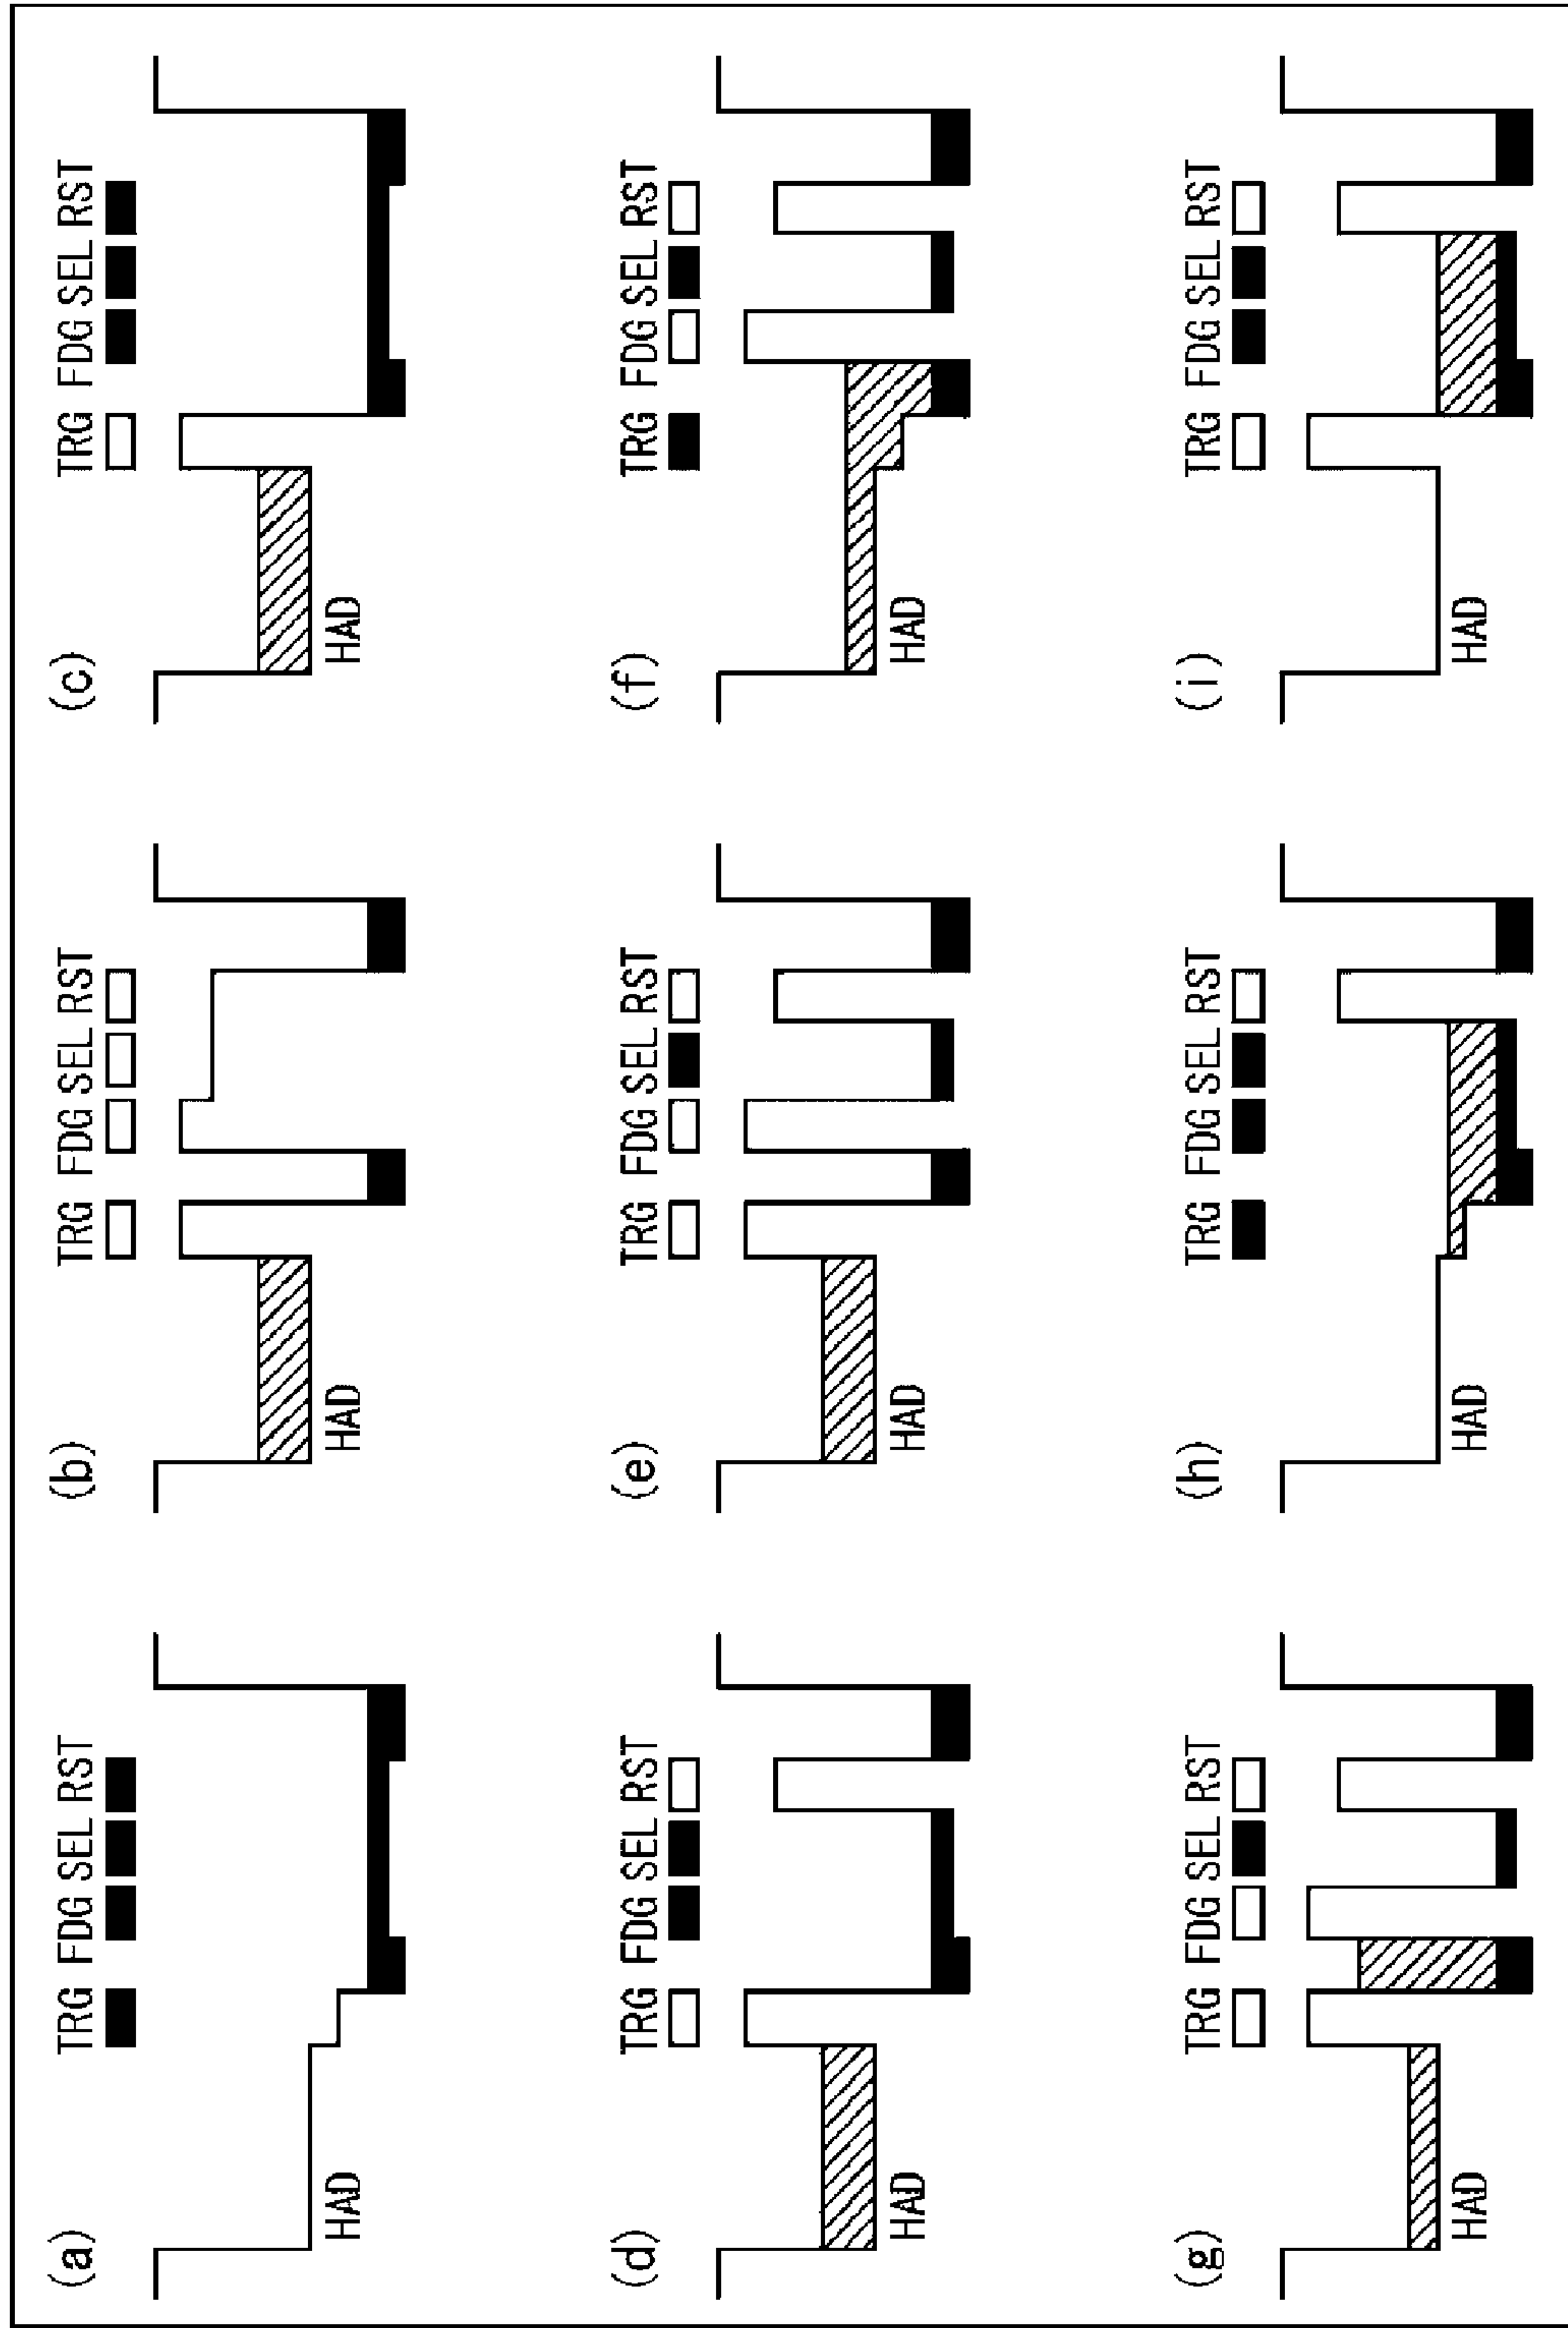 (a)
TRG FDG SEL RST
HAD
(b)
TRG FDG SEL RST
HAD
(c)
TRG FDG SEL RST
HAD
(d)
TRG FDG SEL RST
HAD
(e)
TRG FDG SEL RST
HAD
(f)
TRG FDG SEL RST
HAD
(g)
TRG FDG SEL RST
HAD
(h)
TRG FDG SEL RST
HAD
(i)
TRG FDG SEL RST
HAD